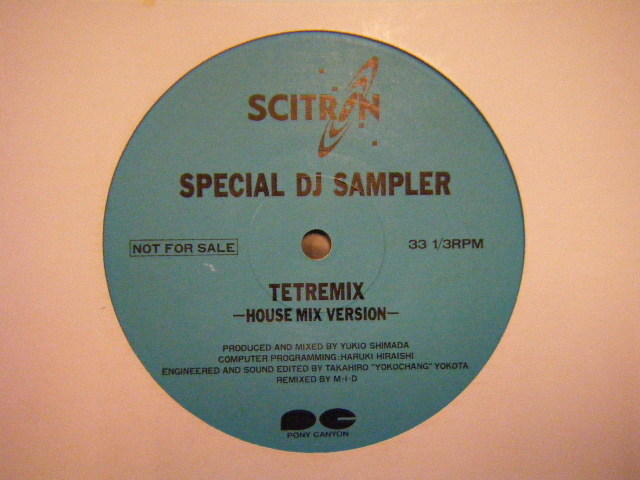 SCITRON
SPECIAL DJ SAMPLER
NOT FOR SALE
33 1/3RPM
TETREMIX
—HOUSE MIX VERSION—
PRODUCED AND MIXED BY YUKIO SHIMADA
COMPUTER PROGRAMMING:HARUKI HIRAISHI
ENGINEERED AND SOUND EDITED BY TAKAHIRO "YOKOCHANG" YOKOTA
REMIXED BY M·I·D
PC
PONY CANYON